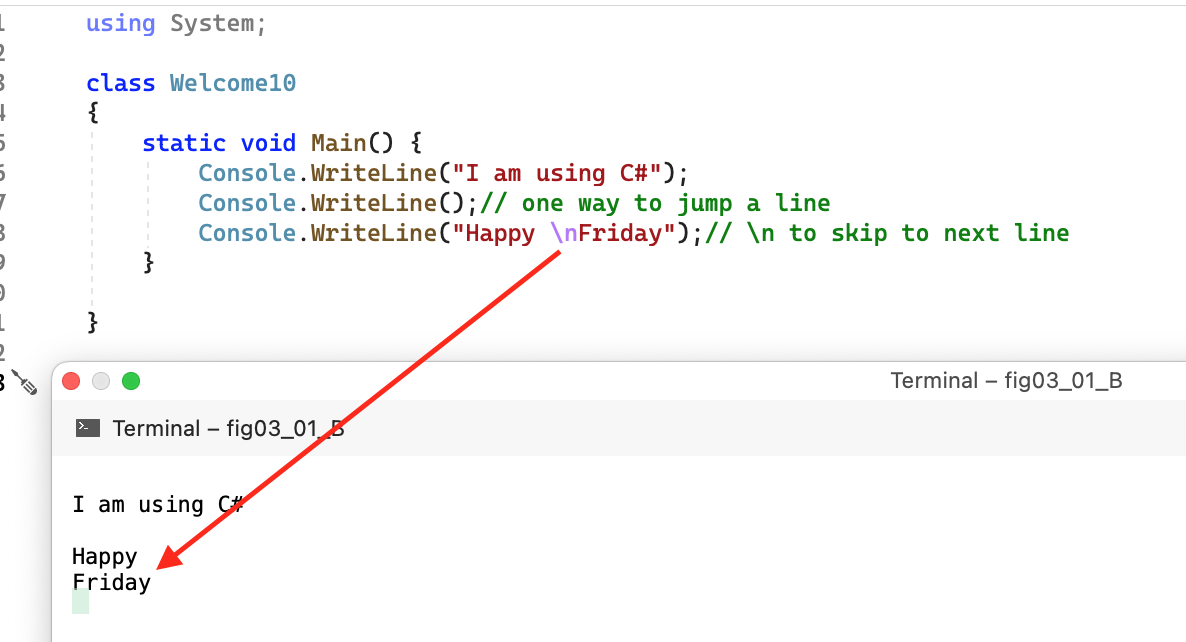 1 using System;
2
3 class Welcome10
4 {
5 static void Main() {
6 Console.WriteLine("I am using C#");
7 Console.WriteLine();// one way to jump a line
8 Console.WriteLine("Happy \nFriday");// \n to skip to next line
9 }
0
1 }
2
3
Terminal – fig03_01_B
Terminal – fig03_01_B
I am using C#
Happy
Friday